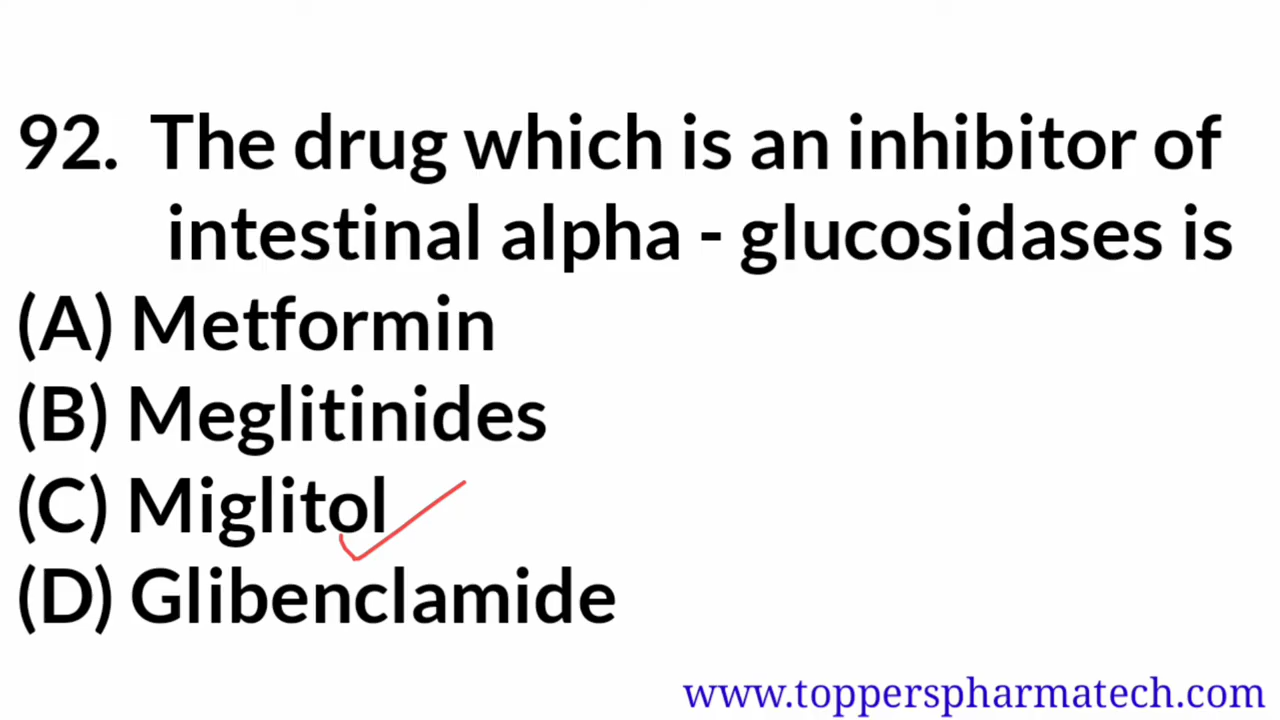 92. The drug which is an inhibitor of
intestinal alpha - glucosidases is
(A) Metformin
(B) Meglitinides
(C) Miglitol
(D) Glibenclamide
www.topperspharmatech.com